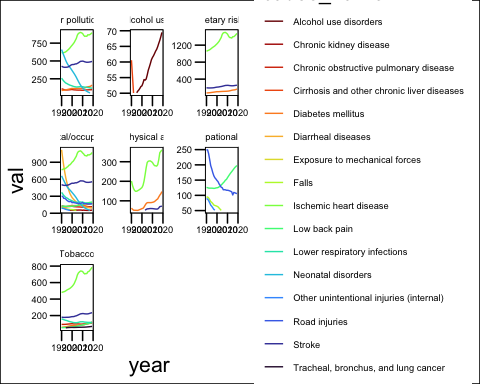 r pollutio
cohol us
etary risk
750
500
250
70
65
60
55
50
1200
800
400
al/occup
hysical a
pational
900
600
300
0
300
200
100
250
200
150
100
50
Tobacco
800
600
400
200
2020
val
year
Alcohol use disorders
Chronic kidney disease
Chronic obstructive pulmonary disease
Cirrhosis and other chronic liver diseases
Diabetes mellitus
Diarrheal diseases
Exposure to mechanical forces
Falls
Ischemic heart disease
Low back pain
Lower respiratory infections
Neonatal disorders
Other unintentional injuries (internal)
Road injuries
Stroke
Tracheal, bronchus, and lung cancer